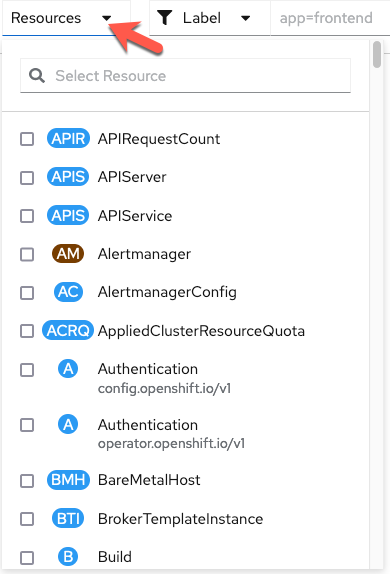 Resources Label app=frontend
Select Resource
APIR APIRequestCount
APIS APIServer
APIS APIService
AM Alertmanager
AC AlertmanagerConfig
ACRQ AppliedClusterResourceQuota
A Authentication
config.openshift.io/v1
A Authentication
operator.openshift.io/v1
BMH BareMetalHost
BTI BrokerTemplateInstance
B Build